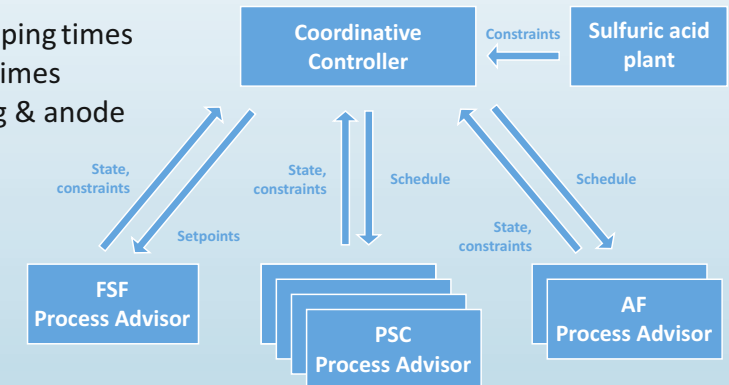 ping times
imes
g & anode
Coordinative
Controller
Constraints
Sulfuric acid
plant
State,
constraints
Setpoints
State,
constraints
Schedule
Schedule
State,
constraints
FSF
Process Advisor
PSC
Process Advisor
AF
Process Advisor